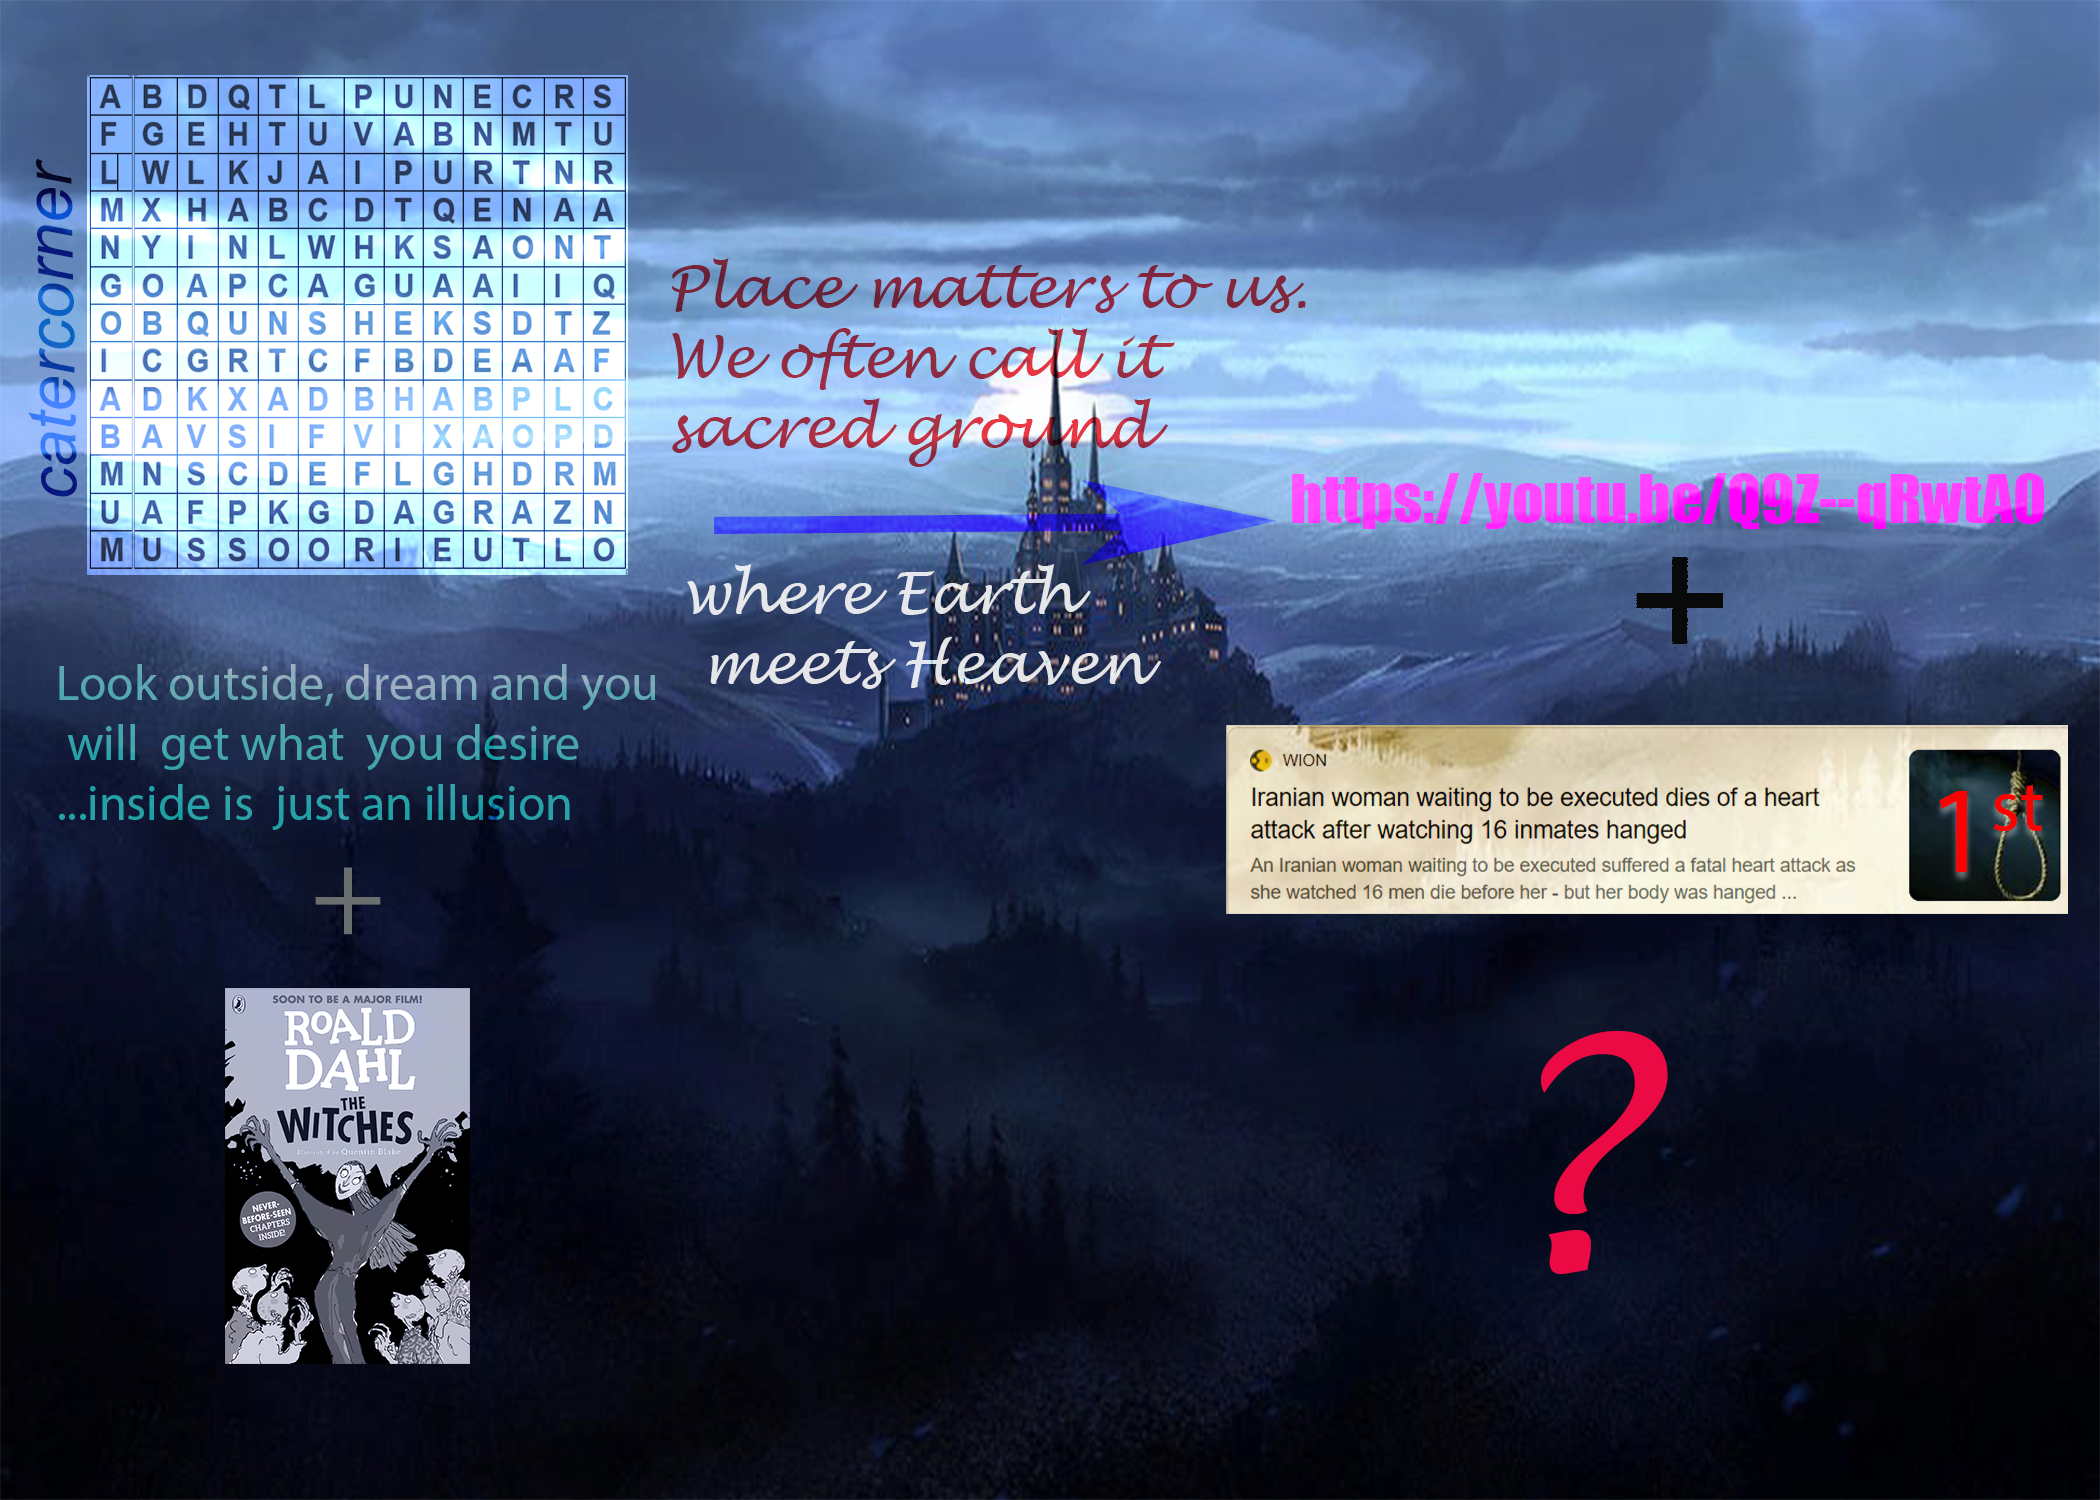 catercorner
A B D Q T L P U N E C R S
F G E H T U V A B N M T U
L W L K J A I P U R T N R
M X H A B C D T Q E N A A
N Y I N L W H K S A O N T
G O A P C A G U A A I I Q
O B Q U N S H E K S D T Z
I C G R T C F B D E A A F
A D K X A D B H A B P L C
B A V S I F V I X A O P D
M N S C D E F L G H D R M
U A F P K G D A G R A Z N
M U S S O O R I E U T L O
Place matters to us.
We often call it
sacred ground
https://youtu.be/Q9Z--qRwtA0
+
where Earth
meets Heaven
Look outside, dream and you
will get what you desire
...inside is just an illusion
+
WION
Iranian woman waiting to be executed dies of a heart
attack after watching 16 inmates hanged
An Iranian woman waiting to be executed suffered a fatal heart attack as
she watched 16 men die before her - but her body was hanged ...
1st
SOON TO BE A MAJOR FILM!
ROALD
DAHL
THE
WITCHES
Illustrated by Quentin Blake
NEVER-
BEFORE-SEEN
CHAPTERS
INSIDE!
?